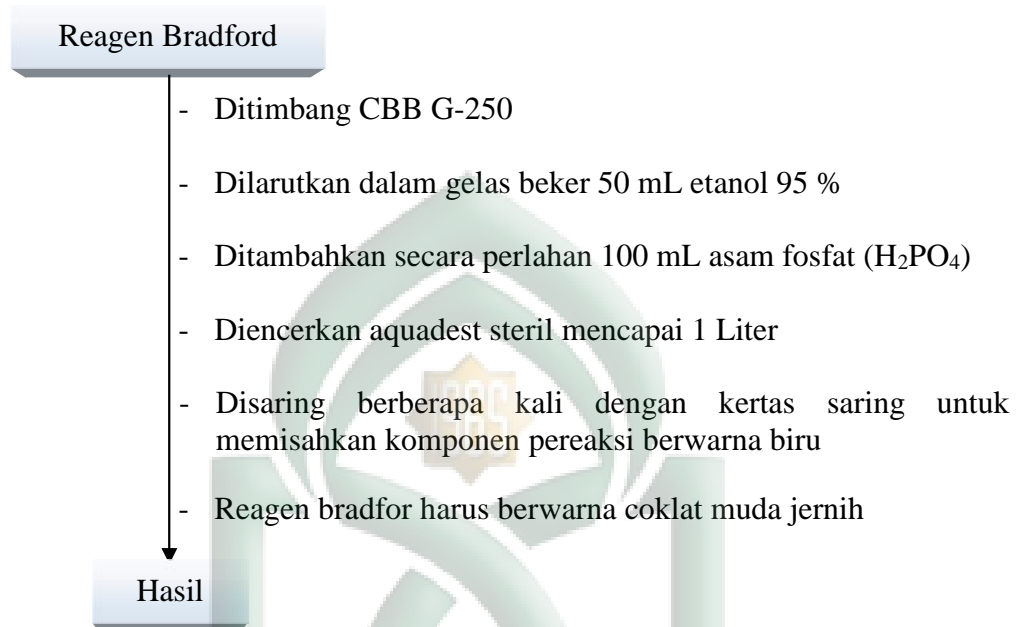 Reagen Bradford
- Ditimbang CBB G-250
- Dilarutkan dalam gelas beker 50 mL etanol 95 %
- Ditambahkan secara perlahan 100 mL asam fosfat (H₂PO₄)
- Diencerkan aquadest steril mencapai 1 Liter
- Disaring berberapa kali dengan kertas saring untuk
memisahkan komponen pereaksi berwarna biru
- Reagen bradfor harus berwarna coklat muda jernih
Hasil